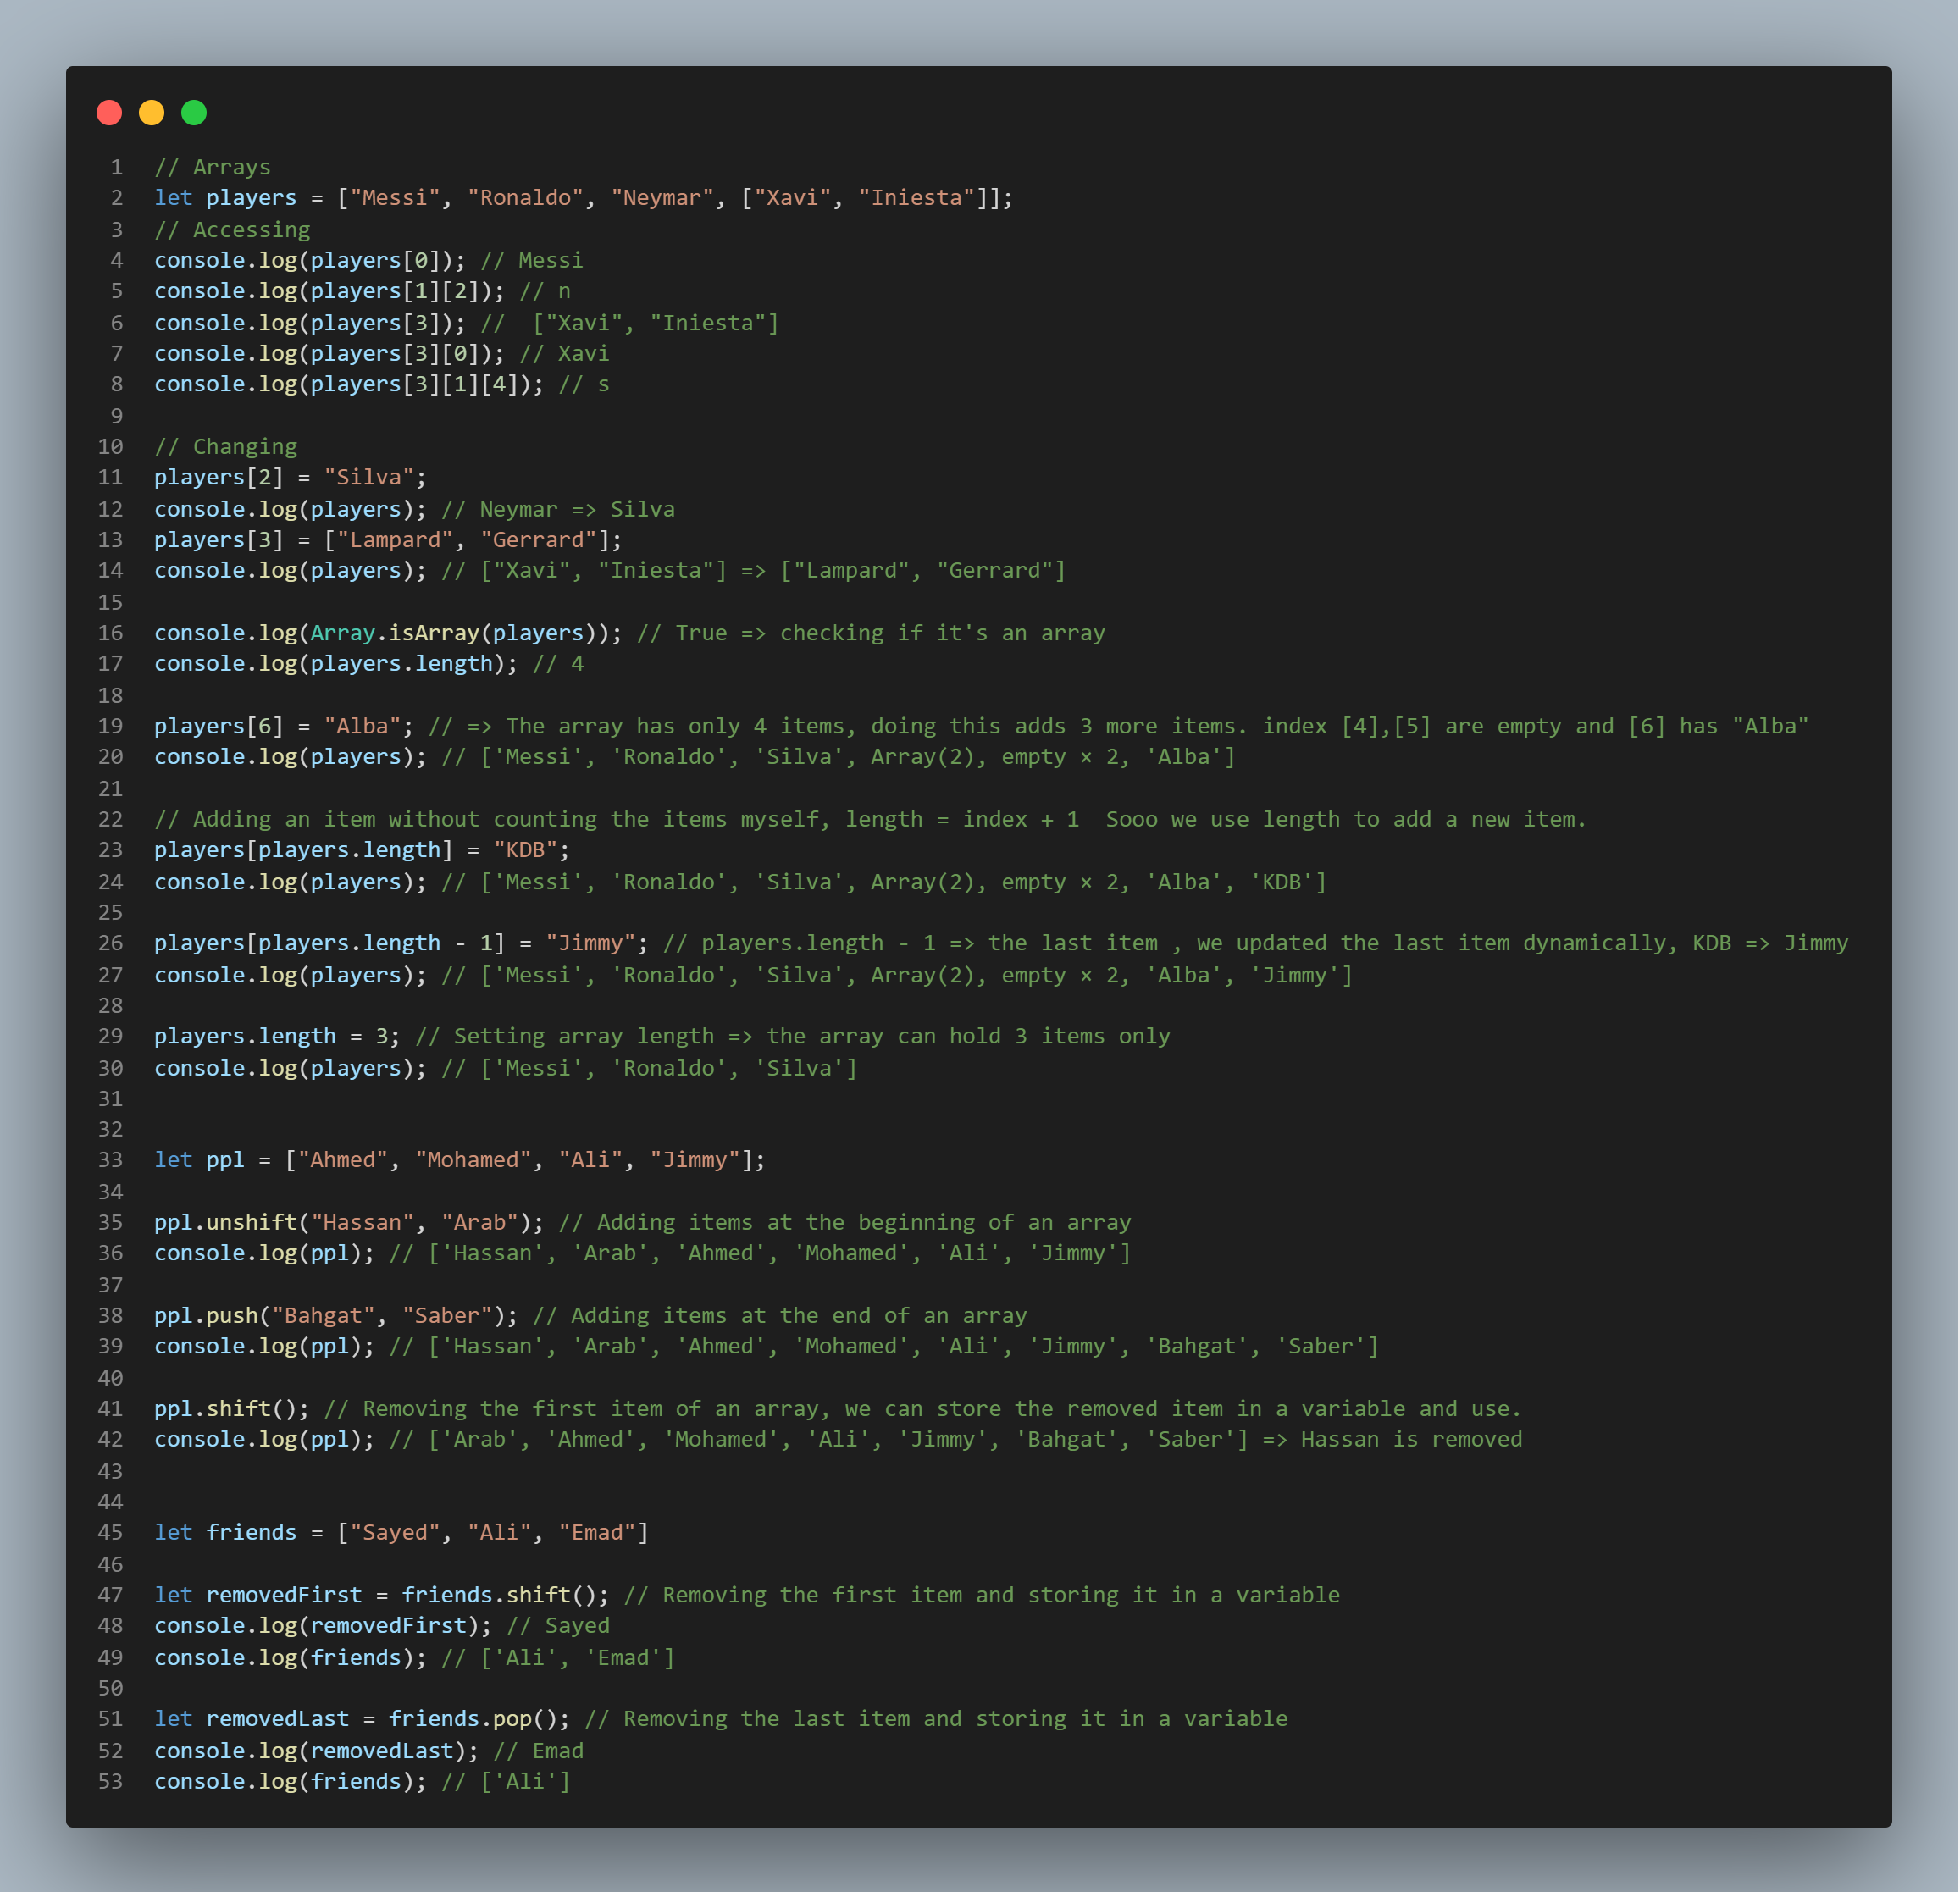 1 // Arrays
2 let players = ["Messi", "Ronaldo", "Neymar", ["Xavi", "Iniesta"]];
3 // Accessing
4 console.log(players[0]); // Messi
5 console.log(players[1][2]); // n
6 console.log(players[3]); //  ["Xavi", "Iniesta"]
7 console.log(players[3][0]); // Xavi
8 console.log(players[3][1][4]); // s
9
10 // Changing
11 players[2] = "Silva";
12 console.log(players); // Neymar => Silva
13 players[3] = ["Lampard", "Gerrard"];
14 console.log(players); // ["Xavi", "Iniesta"] => ["Lampard", "Gerrard"]
15
16 console.log(Array.isArray(players)); // True => checking if it's an array
17 console.log(players.length); // 4
18
19 players[6] = "Alba"; // => The array has only 4 items, doing this adds 3 more items. index [4],[5] are empty and [6] has "Alba"
20 console.log(players); // ['Messi', 'Ronaldo', 'Silva', Array(2), empty × 2, 'Alba']
21
22 // Adding an item without counting the items myself, length = index + 1  Sooo we use length to add a new item.
23 players[players.length] = "KDB";
24 console.log(players); // ['Messi', 'Ronaldo', 'Silva', Array(2), empty × 2, 'Alba', 'KDB']
25
26 players[players.length - 1] = "Jimmy"; // players.length - 1 => the last item , we updated the last item dynamically, KDB => Jimmy
27 console.log(players); // ['Messi', 'Ronaldo', 'Silva', Array(2), empty × 2, 'Alba', 'Jimmy']
28
29 players.length = 3; // Setting array length => the array can hold 3 items only
30 console.log(players); // ['Messi', 'Ronaldo', 'Silva']
31
32
33 let ppl = ["Ahmed", "Mohamed", "Ali", "Jimmy"];
34
35 ppl.unshift("Hassan", "Arab"); // Adding items at the beginning of an array
36 console.log(ppl); // ['Hassan', 'Arab', 'Ahmed', 'Mohamed', 'Ali', 'Jimmy']
37
38 ppl.push("Bahgat", "Saber"); // Adding items at the end of an array
39 console.log(ppl); // ['Hassan', 'Arab', 'Ahmed', 'Mohamed', 'Ali', 'Jimmy', 'Bahgat', 'Saber']
40
41 ppl.shift(); // Removing the first item of an array, we can store the removed item in a variable and use.
42 console.log(ppl); // ['Arab', 'Ahmed', 'Mohamed', 'Ali', 'Jimmy', 'Bahgat', 'Saber'] => Hassan is removed
43
44
45 let friends = ["Sayed", "Ali", "Emad"]
46
47 let removedFirst = friends.shift(); // Removing the first item and storing it in a variable
48 console.log(removedFirst); // Sayed
49 console.log(friends); // ['Ali', 'Emad']
50
51 let removedLast = friends.pop(); // Removing the last item and storing it in a variable
52 console.log(removedLast); // Emad
53 console.log(friends); // ['Ali']